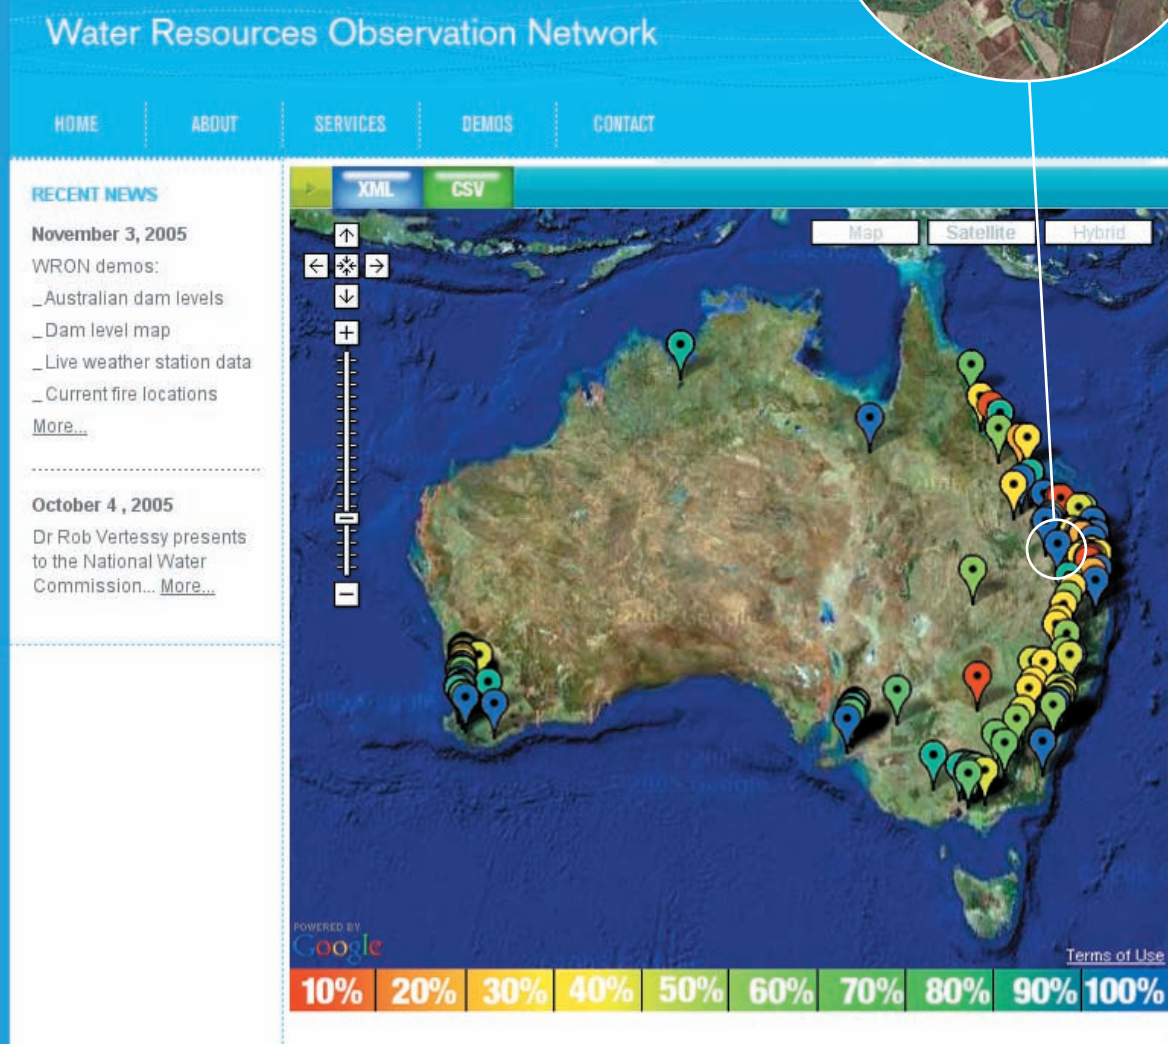 Water Resources Observation Network
HOME ABOUT SERVICES DEMOS CONTACT
RECENT NEWS
November 3, 2005
WRON demos:
_Australian dam levels
_Dam level map
_Live weather station data
_Current fire locations
More...
October 4 , 2005
Dr Rob Vertessy presents
to the National Water
Commission... More...
XML CSV
Map Satellite Hybrid
POWERED BY
Google
Terms of Use
10% 20% 30% 40% 50% 60% 70% 80% 90% 100%